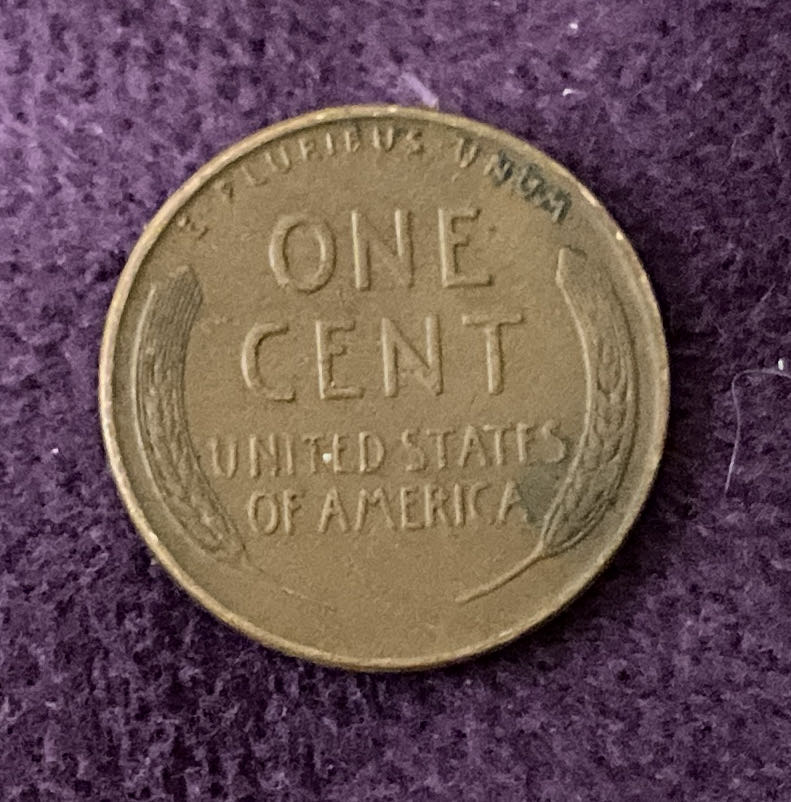 E PLURIBUS UNUM
ONE
CENT
UNITED STATES
OF AMERICA